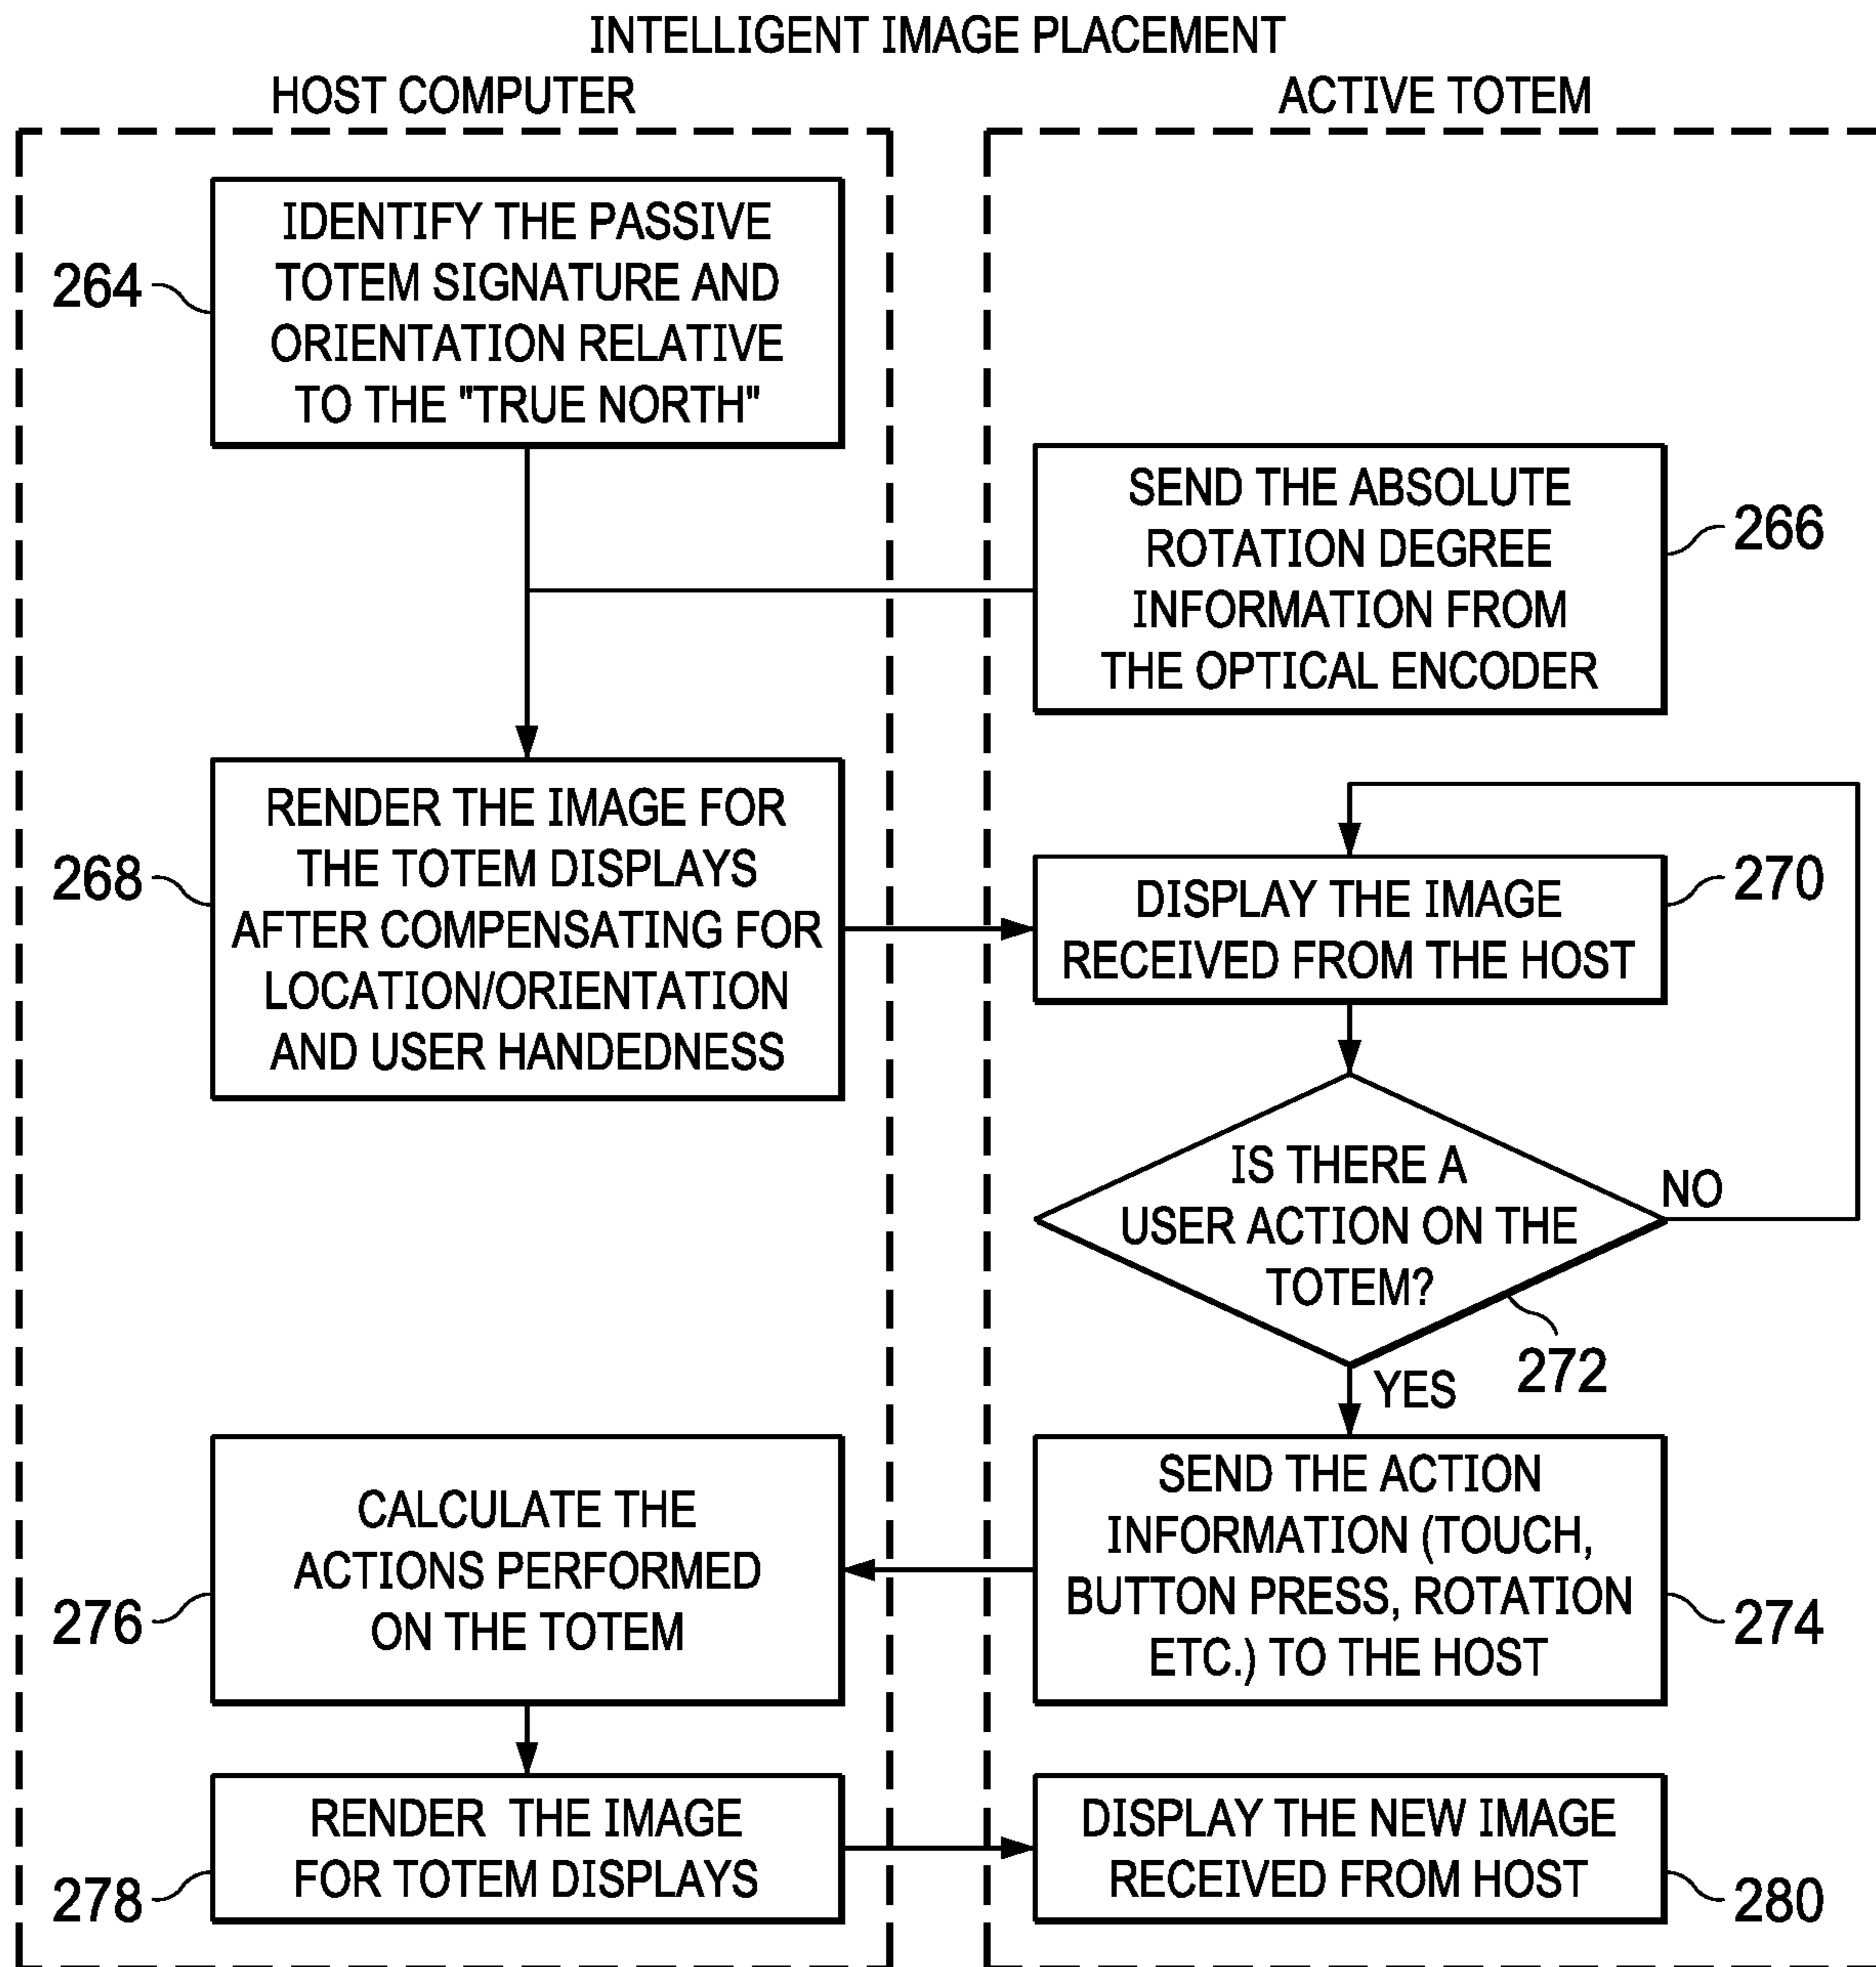 INTELLIGENT IMAGE PLACEMENT
HOST COMPUTER
ACTIVE TOTEM
IDENTIFY THE PASSIVE
TOTEM SIGNATURE AND
ORIENTATION RELATIVE
TO THE "TRUE NORTH"
264
SEND THE ABSOLUTE
ROTATION DEGREE
INFORMATION FROM
THE OPTICAL ENCODER
266
RENDER THE IMAGE FOR
THE TOTEM DISPLAYS
AFTER COMPENSATING FOR
LOCATION/ORIENTATION
AND USER HANDEDNESS
268
DISPLAY THE IMAGE
RECEIVED FROM THE HOST
270
IS THERE A
USER ACTION ON THE
TOTEM?
NO
272
YES
SEND THE ACTION
INFORMATION (TOUCH,
BUTTON PRESS, ROTATION
ETC.) TO THE HOST
274
CALCULATE THE
ACTIONS PERFORMED
ON THE TOTEM
276
RENDER THE IMAGE
FOR TOTEM DISPLAYS
278
DISPLAY THE NEW IMAGE
RECEIVED FROM HOST
280